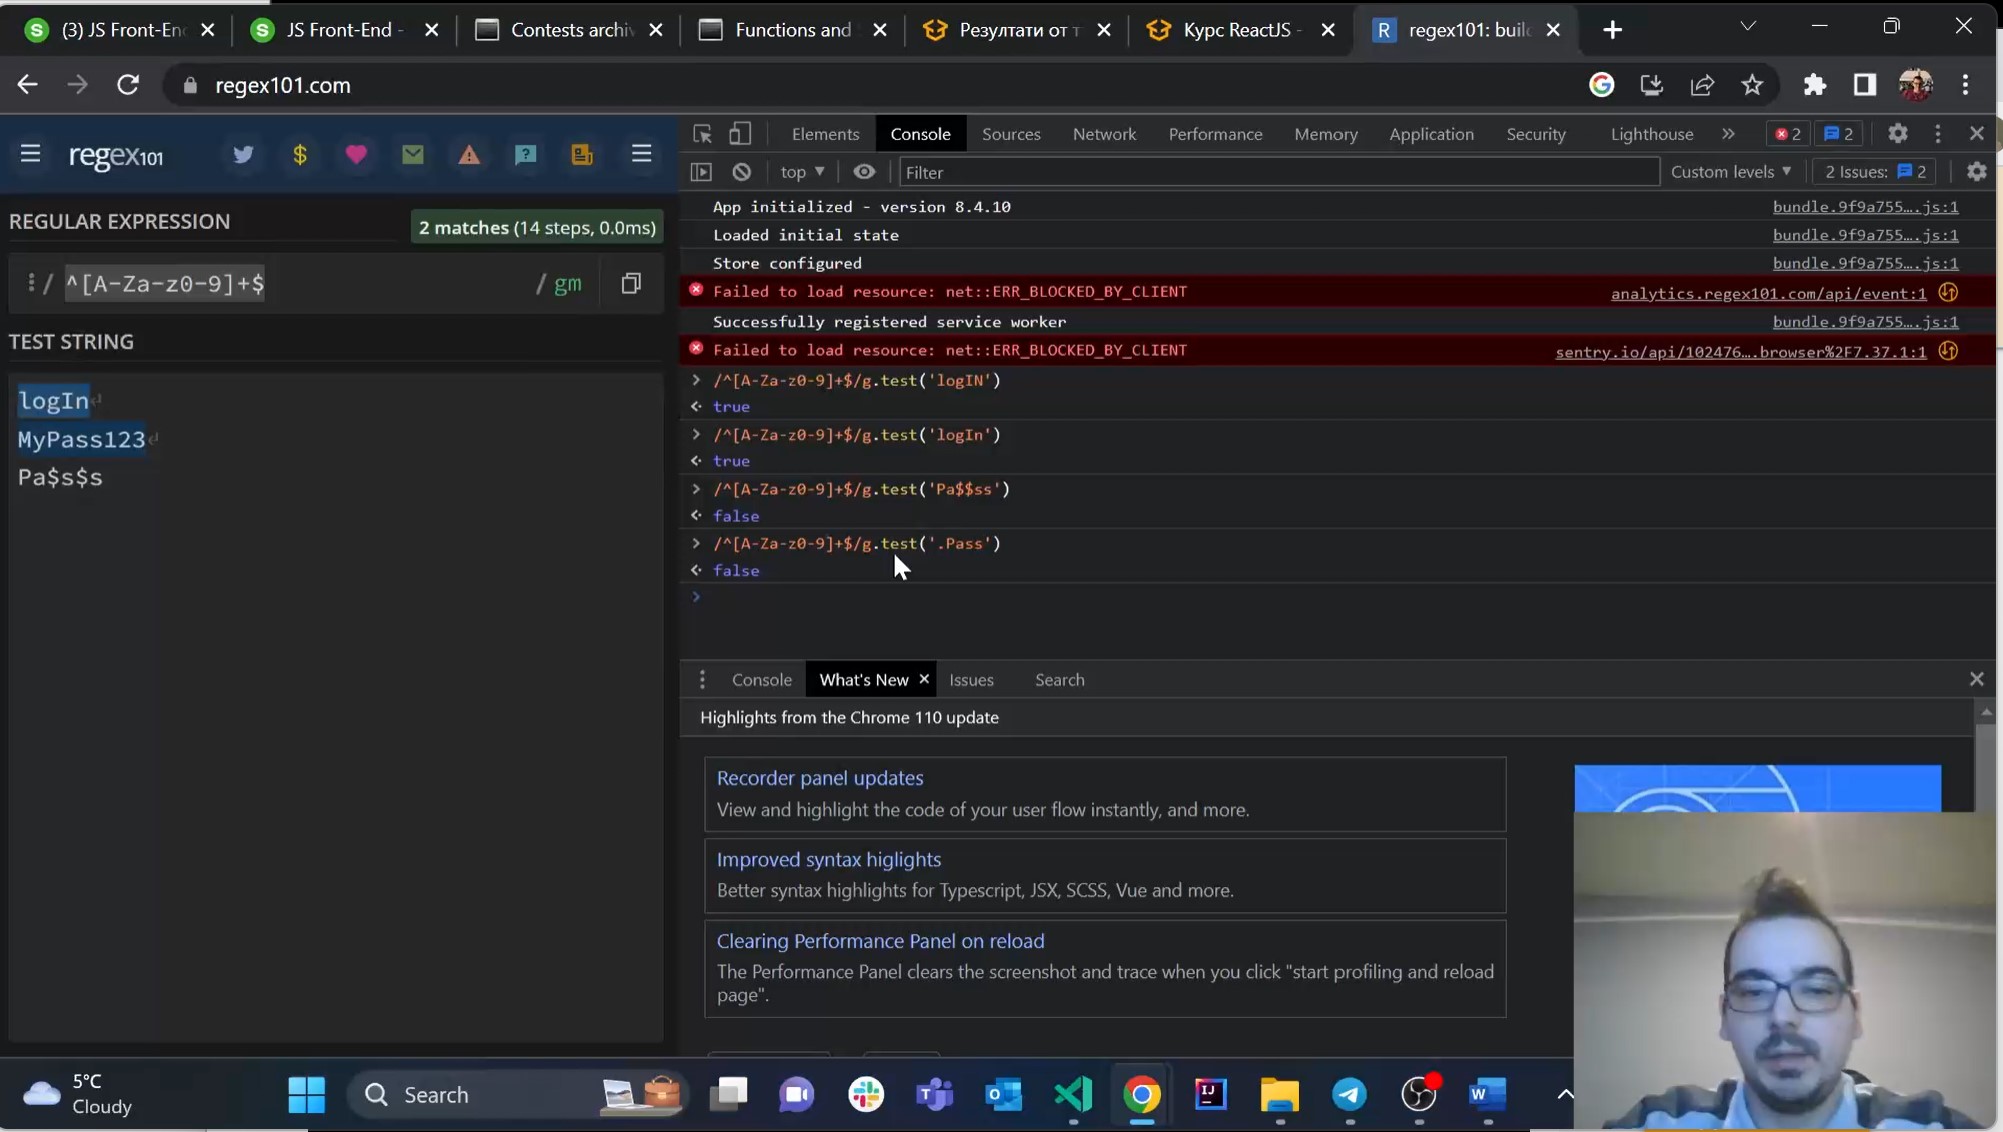 (3) JS Front-En
JS Front-End -
Contests archiv
Functions and
Резултати от т
Курс ReactJS -
R regex101: buil
regex101.com
regex101
REGULAR EXPRESSION
2 matches (14 steps, 0.0ms)
/ ^[A-Za-z0-9]+$ / gm
TEST STRING
logIn
MyPass123
Pa$s$s
Elements Console Sources Network Performance Memory Application Security Lighthouse » 2 2
top Filter Custom levels 2 Issues: 2
App initialized - version 8.4.10 bundle.9f9a755….js:1
Loaded initial state bundle.9f9a755….js:1
Store configured bundle.9f9a755….js:1
Failed to load resource: net::ERR_BLOCKED_BY_CLIENT analytics.regex101.com/api/event:1
Successfully registered service worker bundle.9f9a755….js:1
Failed to load resource: net::ERR_BLOCKED_BY_CLIENT sentry.io/api/102476….browser%2F7.37.1:1
> /^[A-Za-z0-9]+$/g.test('logIN')
true
> /^[A-Za-z0-9]+$/g.test('logIn')
true
> /^[A-Za-z0-9]+$/g.test('Pa$$ss')
false
> /^[A-Za-z0-9]+$/g.test('.Pass')
false
>
Console What's New Issues Search
Highlights from the Chrome 110 update
Recorder panel updates
View and highlight the code of your user flow instantly, and more.
Improved syntax higlights
Better syntax highlights for Typescript, JSX, SCSS, Vue and more.
Clearing Performance Panel on reload
The Performance Panel clears the screenshot and trace when you click "start profiling and reload
page".
5°C
Cloudy
Search